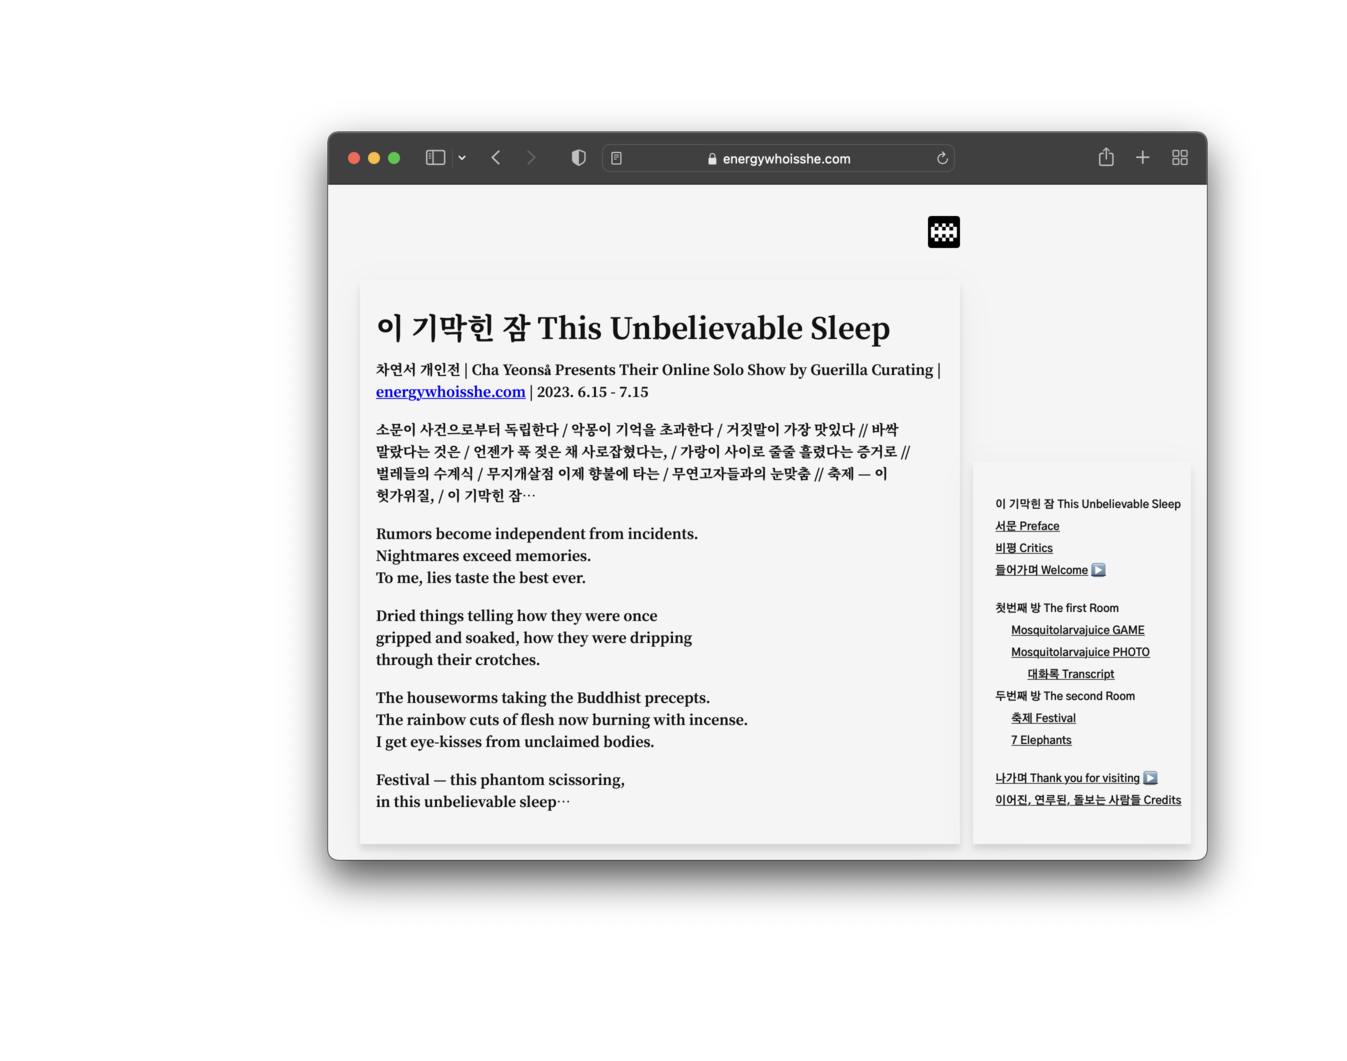 energywhoisshe.com
이 기막힌 잠 This Unbelievable Sleep
차연서 개인전 | Cha Yeonså Presents Their Online Solo Show by Guerilla Curating |
energywhoisshe.com | 2023. 6.15 - 7.15
소문이 사건으로부터 독립한다 / 악몽이 기억을 초과한다 / 거짓말이 가장 맛있다 // 바싹
말랐다는 것은 / 언젠가 푹 젖은 채 사로잡혔다는, / 가랑이 사이로 줄줄 흘렸다는 증거로 //
벌레들의 수계식 / 무지개살점 이제 향불에 타는 / 무연고자들과의 눈맞춤 // 축제 — 이
헛가위질, / 이 기막힌 잠…
Rumors become independent from incidents.
Nightmares exceed memories.
To me, lies taste the best ever.
Dried things telling how they were once
gripped and soaked, how they were dripping
through their crotches.
The houseworms taking the Buddhist precepts.
The rainbow cuts of flesh now burning with incense.
I get eye-kisses from unclaimed bodies.
Festival — this phantom scissoring,
in this unbelievable sleep…
이 기막힌 잠 This Unbelievable Sleep
서문 Preface
비평 Critics
들어가며 Welcome ▶️
첫번째 방 The first Room
Mosquitolarvajuice GAME
Mosquitolarvajuice PHOTO
대화록 Transcript
두번째 방 The second Room
축제 Festival
7 Elephants
나가며 Thank you for visiting ▶️
이어진, 연루된, 돌보는 사람들 Credits